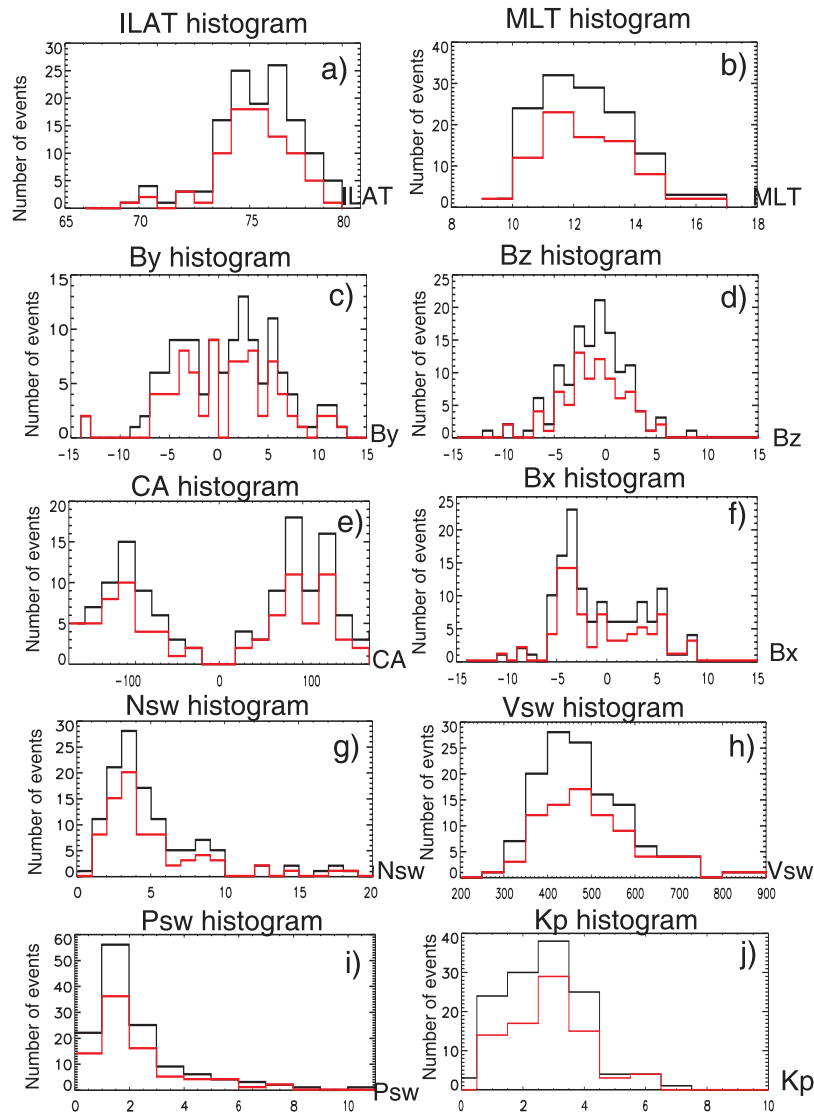 ILAT histogram
MLT histogram
Number of events
30
25
20
15
10
5
0
65
70
75
80
a)
ILAT
Number of events
40
30
20
10
0
8
10
12
14
16
18
b)
MLT
By histogram
Bz histogram
Number of events
15
10
5
0
-15
-10
-5
0
5
10
15
c)
By
Number of events
25
20
15
10
5
0
-15
-10
-5
0
5
10
15
d)
Bz
CA histogram
Bx histogram
Number of events
20
15
10
5
0
-100
0
100
e)
CA
Number of events
25
20
15
10
5
0
-15
-10
-5
0
5
10
15
f)
Bx
Nsw histogram
Vsw histogram
Number of events
30
25
20
15
10
5
0
0
5
10
15
20
g)
Nsw
Number of evnts
30
25
20
15
10
5
0
200
300
400
500
600
700
800
900
h)
Vsw
Psw histogram
Kp histogram
Number of events
60
50
40
30
20
10
0
0
2
4
6
8
10
i)
Psw
Number of events
40
30
20
10
0
0
2
4
6
8
10
j)
Kp